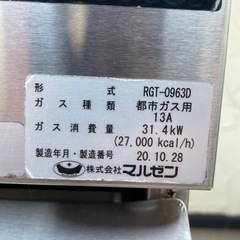 形式 RGT-0963D
ガス種類 都市ガス用
13A
ガス消費量 31.4kW
(27,000 kcal/h)
製造年月・製造番号 20.10.28
株式会社マルゼン